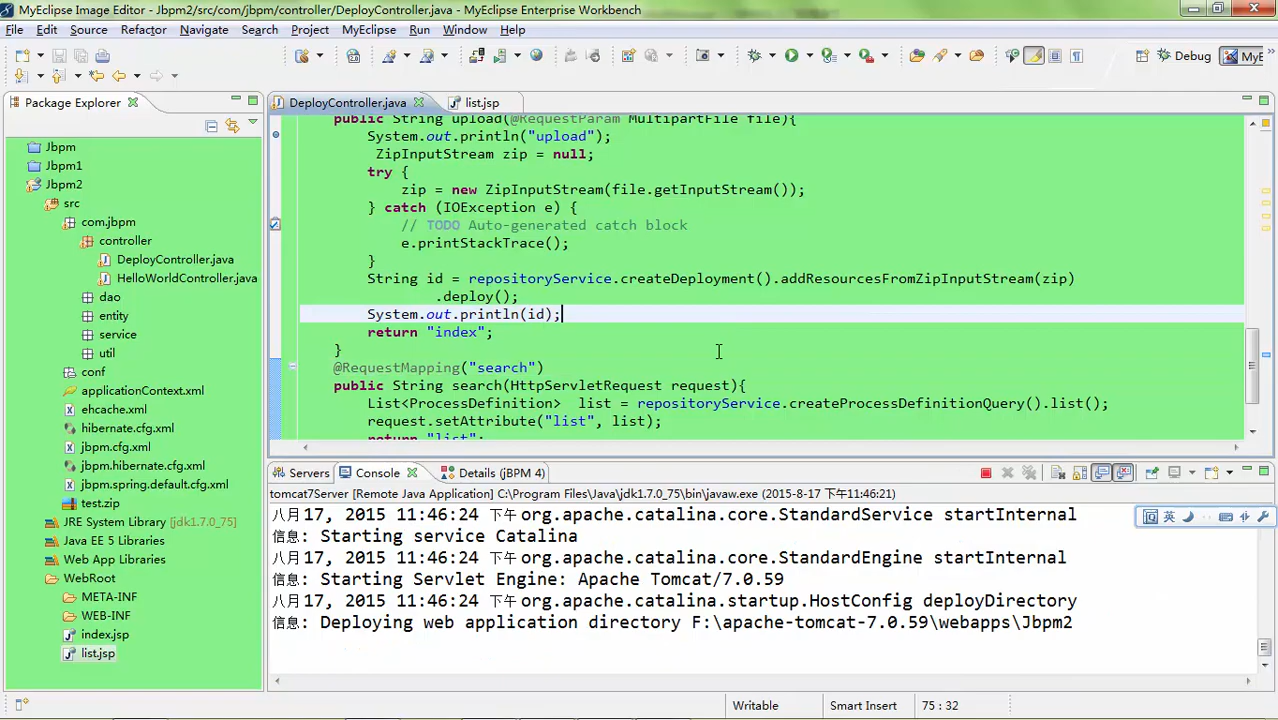 MyEclipse Image Editor - Jbpm2/src/com/jbpm/controller/DeployController.java - MyEclipse Enterprise Workbench
File Edit Source Refactor Navigate Search Project MyEclipse Run Window Help
Debug MyE
Package Explorer
Jbpm
Jbpm1
Jbpm2
src
com.jbpm
controller
DeployController.java
HelloWorldController.java
dao
entity
service
util
conf
applicationContext.xml
ehcache.xml
hibernate.cfg.xml
jbpm.cfg.xml
jbpm.hibernate.cfg.xml
jbpm.spring.default.cfg.xml
test.zip
JRE System Library [jdk1.7.0_75]
Java EE 5 Libraries
Web App Libraries
WebRoot
META-INF
WEB-INF
index.jsp
list.jsp
DeployController.java list.jsp
public String upload(@RequestParam MultipartFile file){
System.out.println("upload");
ZipInputStream zip = null;
try {
zip = new ZipInputStream(file.getInputStream());
} catch (IOException e) {
// TODO Auto-generated catch block
e.printStackTrace();
}
String id = repositoryService.createDeployment().addResourcesFromZipInputStream(zip)
.deploy();
System.out.println(id);
return "index";
}
@RequestMapping("search")
public String search(HttpServletRequest request){
List<ProcessDefinition> list = repositoryService.createProcessDefinitionQuery().list();
request.setAttribute("list", list);
return "list";
Servers Console Details (JBPM 4)
tomcat7Server [Remote Java Application] C:\Program Files\Java\jdk1.7.0_75\bin\javaw.exe (2015-8-17 下午11:46:21)
八月 17, 2015 11:46:24 下午 org.apache.catalina.core.StandardService startInternal
信息: Starting service Catalina
八月 17, 2015 11:46:24 下午 org.apache.catalina.core.StandardEngine startInternal
信息: Starting Servlet Engine: Apache Tomcat/7.0.59
八月 17, 2015 11:46:24 下午 org.apache.catalina.startup.HostConfig deployDirectory
信息: Deploying web application directory F:\apache-tomcat-7.0.59\webapps\Jbpm2
英
Writable Smart Insert 75 : 32